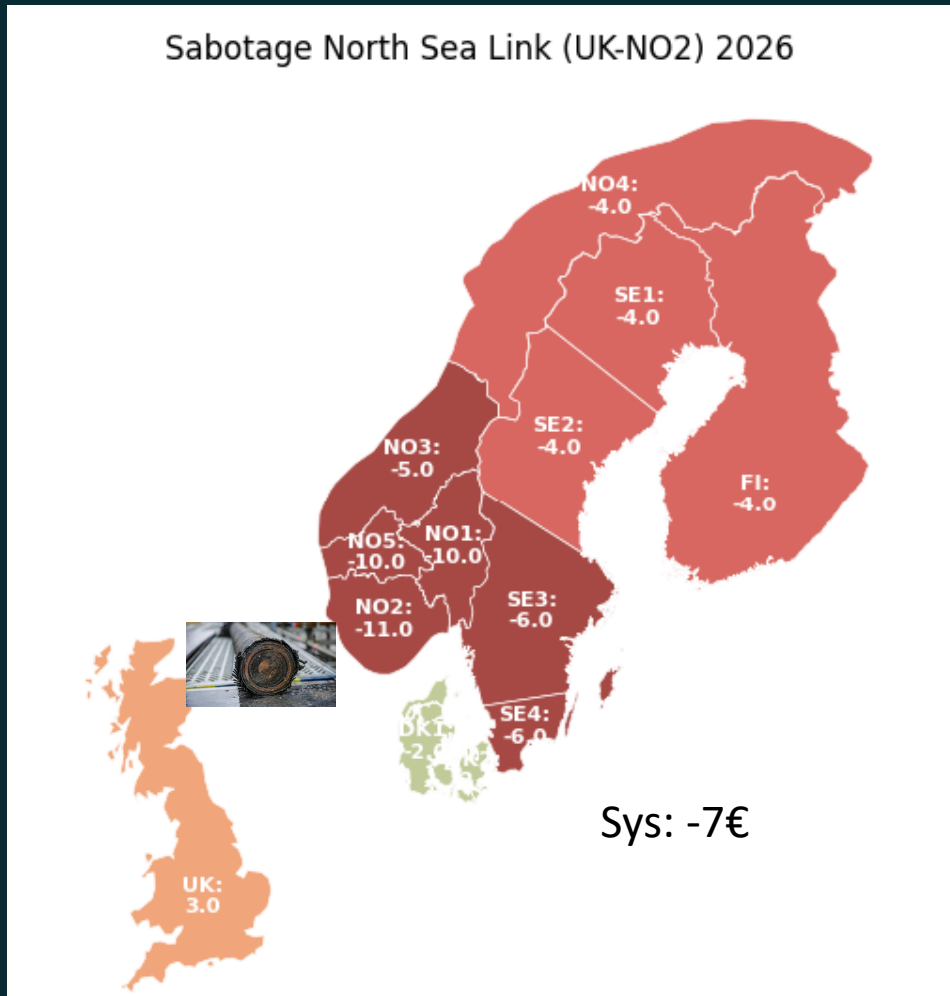 Sabotage North Sea Link (UK-NO2) 2026
NO4:
-4.0
SE1:
-4.0
SE2:
-4.0
NO3:
-5.0
FI:
-4.0
NO5:
-10.0
NO1:
-10.0
NO2:
-11.0
SE3:
-6.0
SE4:
-6.0
Sys: -7€
UK:
3.0